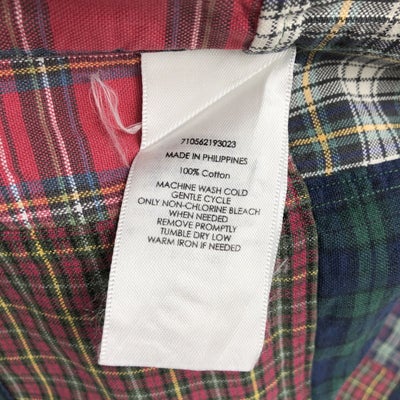 710562193023
MADE IN PHILIPPINES
100% Cotton
MACHINE WASH COLD
GENTLE CYCLE
ONLY NON-CHLORINE BLEACH
WHEN NEEDED
REMOVE PROMPTLY
TUMBLE DRY LOW
WARM IRON IF NEEDED